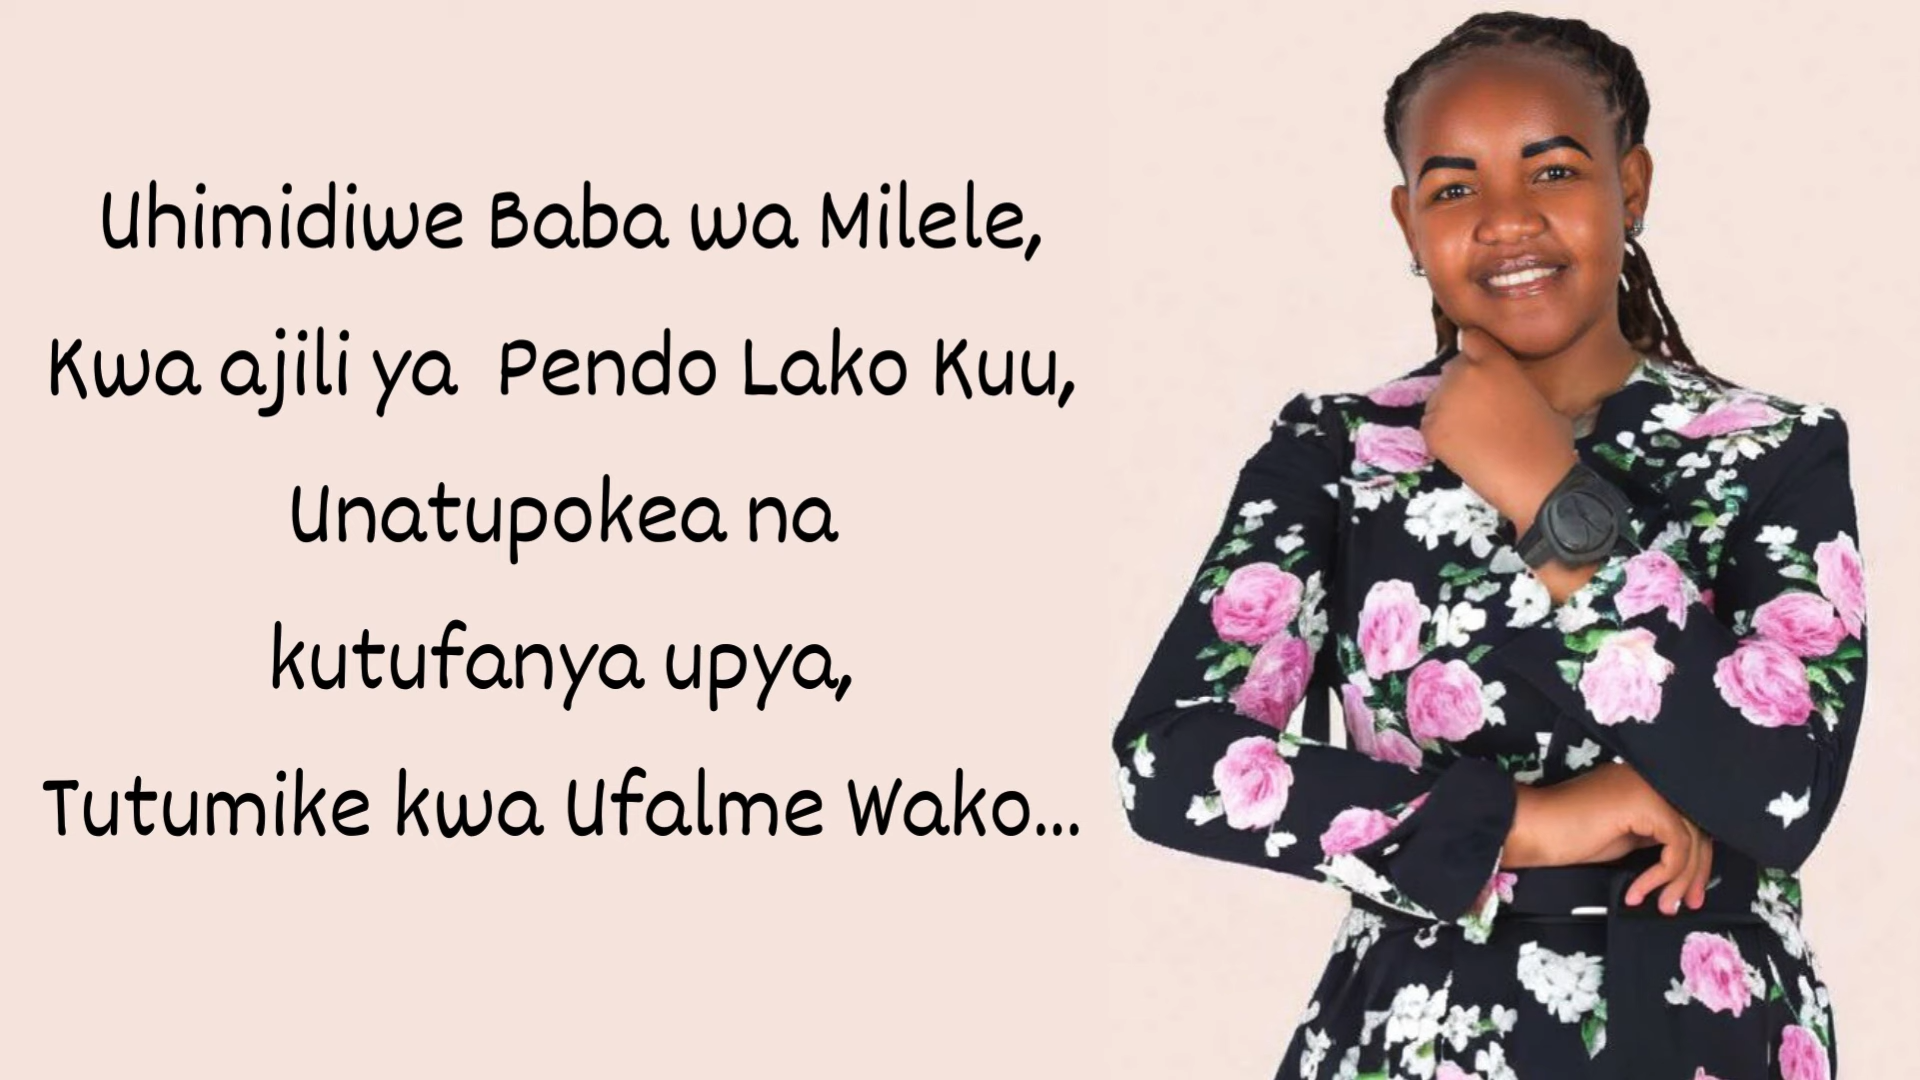 Uhimidiwe Baba wa Milele,
Kwa ajili ya Pendo Lako Kuu,
Unatupokea na
kutufanya upya,
Tutumike kwa Ufalme Wako...